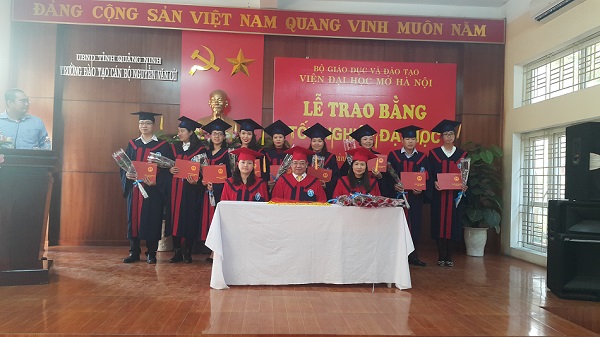 ĐẢNG CỘNG SẢN VIỆT NAM QUANG VINH MUÔN NĂM
UBND TỈNH QUẢNG NINH
TRƯỜNG ĐÀO TẠO CÁN BỘ NGUYỄN VĂN CỪ
BỘ GIÁO DỤC VÀ ĐÀO TẠO
VIỆN ĐẠI HỌC MỞ HÀ NỘI
LỄ TRAO BẰNG
TỐT NGHIỆP ĐẠI HỌC